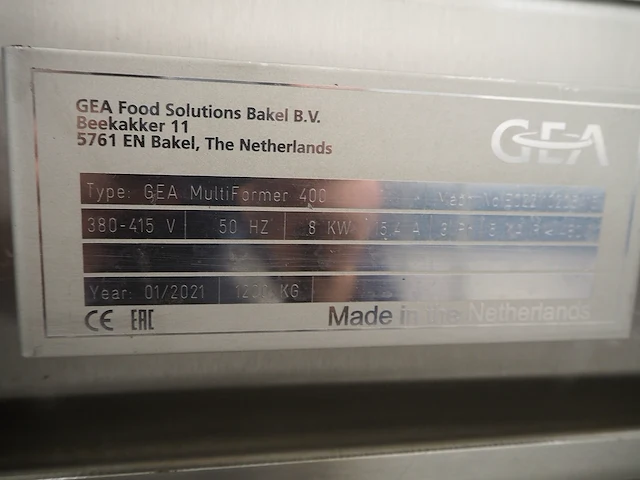 GEA Food Solutions Bakel B.V.
Beekakker 11
5761 EN Bakel, The Netherlands
GEA
Type: GEA MultiFormer 400
380-415 V 50 HZ 8 KW
Year: 01/2021 KG
CE EAC Made in the Netherlands